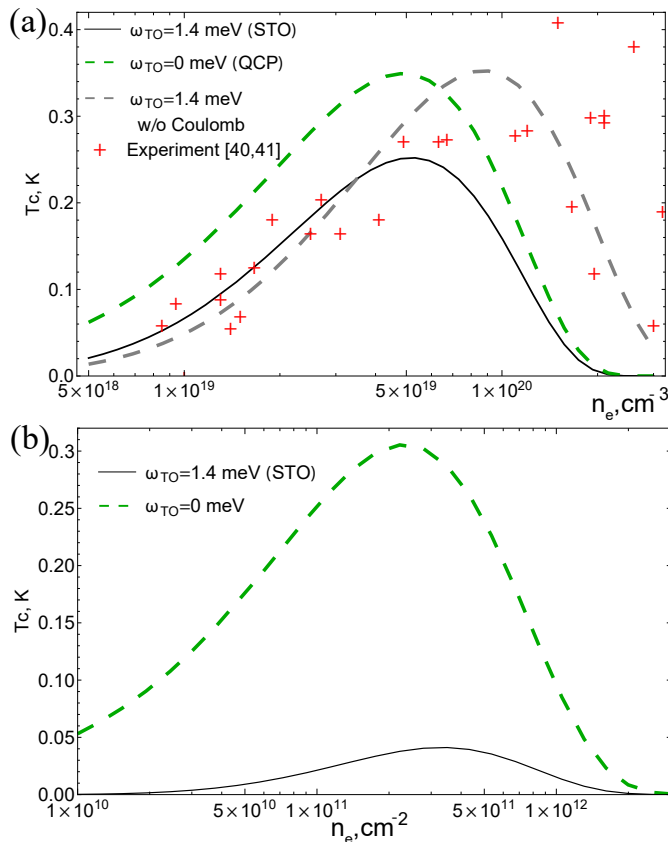 (a)
ω_TO=1.4 meV (STO)
ω_TO=0 meV (QCP)
ω_TO=1.4 meV
w/o Coulomb
Experiment [40,41]
Tc, K
0.4
0.3
0.2
0.1
0.0
5×10^18 1×10^19 5×10^19 1×10^20
n_e, cm^-3
(b)
ω_TO=1.4 meV (STO)
ω_TO=0 meV
Tc, K
0.3
0.25
0.20
0.15
0.10
0.05
0.00
1×10^10 5×10^10 1×10^11 5×10^11 1×10^12
n_e,cm^-2